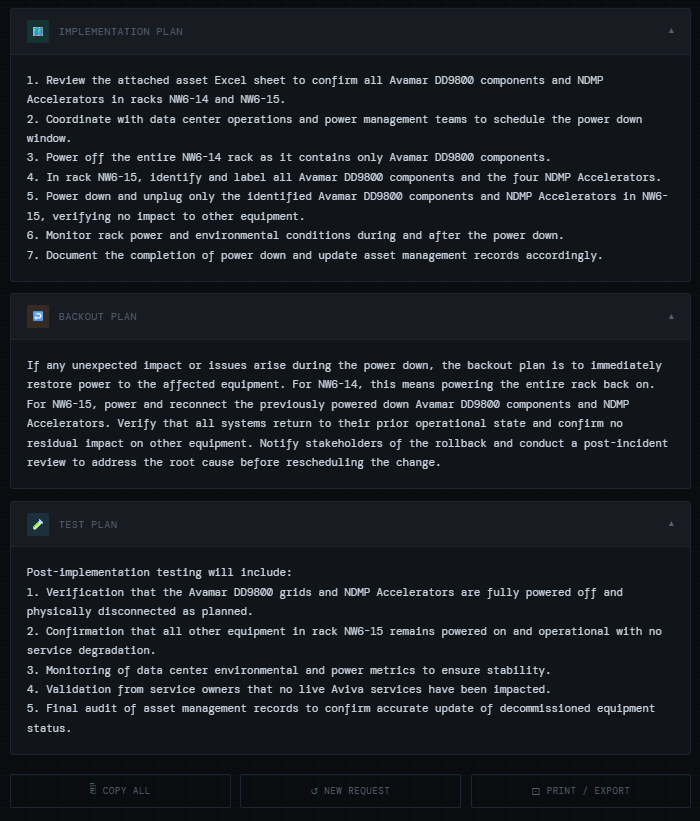 IMPLEMENTATION PLAN
1. Review the attached asset Excel sheet to confirm all Avamar DD9800 components and NDMP
Accelerators in racks NW6-14 and NW6-15.
2. Coordinate with data center operations and power management teams to schedule the power down
window.
3. Power off the entire NW6-14 rack as it contains only Avamar DD9800 components.
4. In rack NW6-15, identify and label all Avamar DD9800 components and the four NDMP Accelerators.
5. Power down and unplug only the identified Avamar DD9800 components and NDMP Accelerators in NW6-
15, verifying no impact to other equipment.
6. Monitor rack power and environmental conditions during and after the power down.
7. Document the completion of power down and update asset management records accordingly.
BACKOUT PLAN
If any unexpected impact or issues arise during the power down, the backout plan is to immediately
restore power to the affected equipment. For NW6-14, this means powering the entire rack back on.
For NW6-15, power and reconnect the previously powered down Avamar DD9800 components and NDMP
Accelerators. Verify that all systems return to their prior operational state and confirm no
residual impact on other equipment. Notify stakeholders of the rollback and conduct a post-incident
review to address the root cause before rescheduling the change.
TEST PLAN
Post-implementation testing will include:
1. Verification that the Avamar DD9800 grids and NDMP Accelerators are fully powered off and
physically disconnected as planned.
2. Confirmation that all other equipment in rack NW6-15 remains powered on and operational with no
service degradation.
3. Monitoring of data center environmental and power metrics to ensure stability.
4. Validation from service owners that no live Aviva services have been impacted.
5. Final audit of asset management records to confirm accurate update of decommissioned equipment
status.
COPY ALL
NEW REQUEST
PRINT / EXPORT